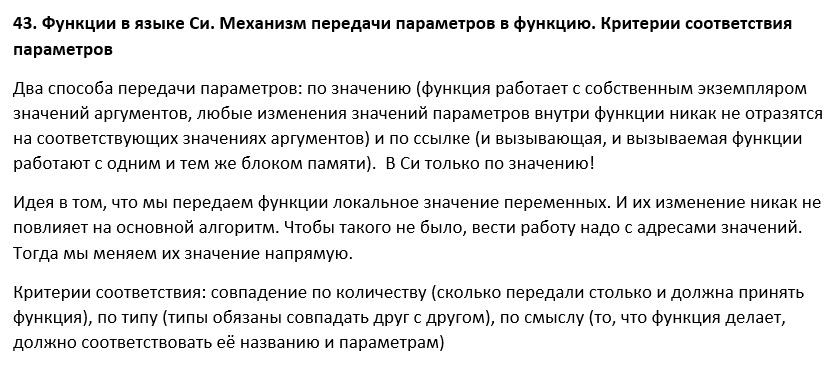 43. Функции в языке Си. Механизм передачи параметров в функцию. Критерии соответствия
параметров
Два способа передачи параметров: по значению (функция работает с собственным экземпляром
значений аргументов, любые изменения значений параметров внутри функции никак не отразятся
на соответствующих значениях аргументов) и по ссылке (и вызывающая, и вызываемая функции
работают с одним и тем же блоком памяти).  В Си только по значению!
Идея в том, что мы передаем функции локальное значение переменных. И их изменение никак не
повлияет на основной алгоритм. Чтобы такого не было, вести работу надо с адресами значений.
Тогда мы меняем их значение напрямую.
Критерии соответствия: совпадение по количеству (сколько передали столько и должна принять
функция), по типу (типы обязаны совпадать друг с другом), по смыслу (то, что функция делает,
должно соответствовать её названию и параметрам)